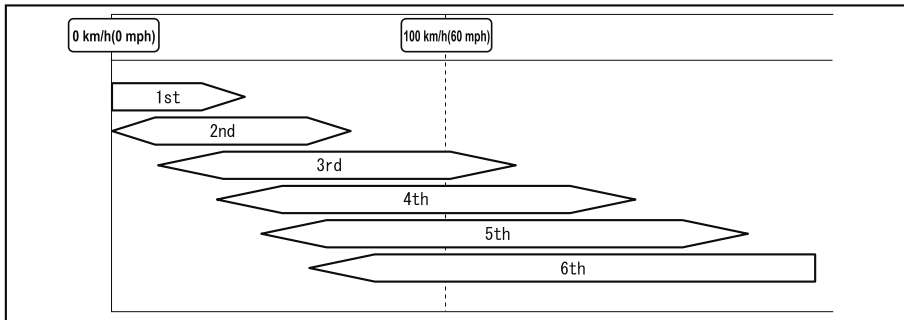 0 km/h(0 mph)
100 km/h(60 mph)
1st
2nd
3rd
4th
5th
6th